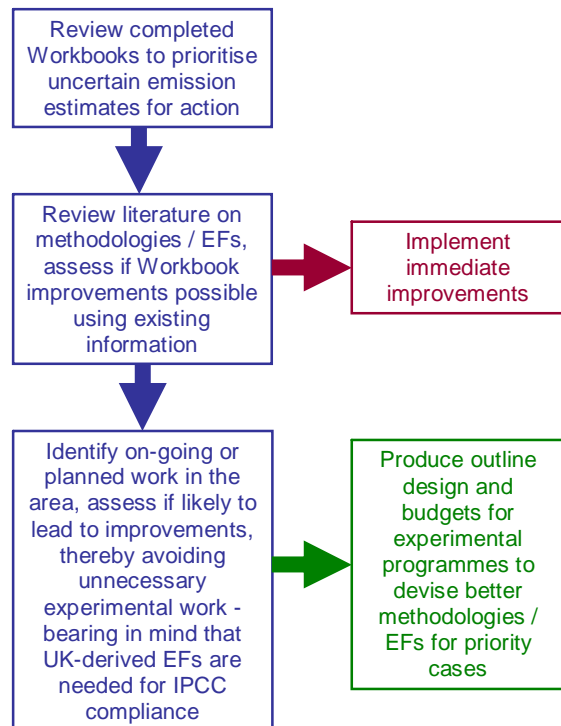 Review completed
Workbooks to prioritise
uncertain emission
estimates for action
Review literature on
methodologies / EFs,
assess if Workbook
improvements possible
using existing
information
Implement
immediate
improvements
Identify on-going or
planned work in the
area, assess if likely to
lead to improvements,
thereby avoiding
unnecessary
experimental work -
bearing in mind that
UK-derived EFs are
needed for IPCC
compliance
Produce outline
design and
budgets for
experimental
programmes to
devise better
methodologies /
EFs for priority
cases